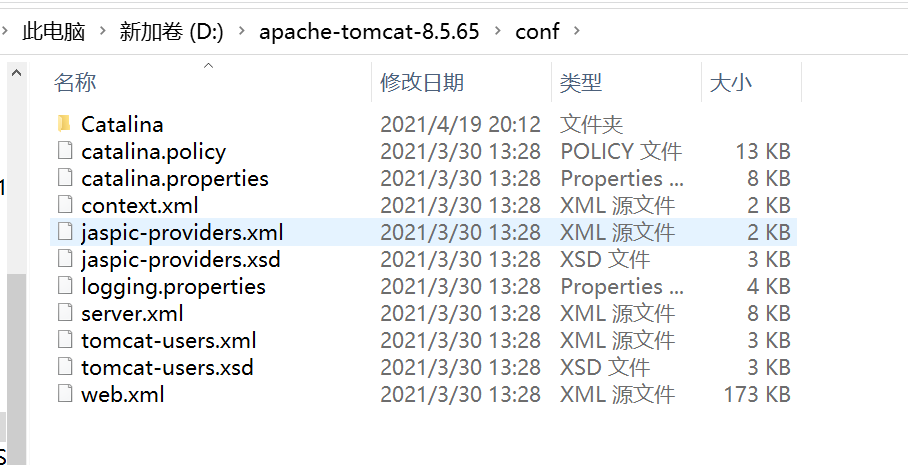 此电脑 > 新加卷 (D:) > apache-tomcat-8.5.65 > conf >
名称 修改日期 类型 大小
Catalina 2021/4/19 20:12 文件夹
catalina.policy 2021/3/30 13:28 POLICY 文件 13 KB
catalina.properties 2021/3/30 13:28 Properties ... 8 KB
context.xml 2021/3/30 13:28 XML 源文件 2 KB
jaspic-providers.xml 2021/3/30 13:28 XML 源文件 2 KB
jaspic-providers.xsd 2021/3/30 13:28 XSD 文件 3 KB
logging.properties 2021/3/30 13:28 Properties ... 4 KB
server.xml 2021/3/30 13:28 XML 源文件 8 KB
tomcat-users.xml 2021/3/30 13:28 XML 源文件 3 KB
tomcat-users.xsd 2021/3/30 13:28 XSD 文件 3 KB
web.xml 2021/3/30 13:28 XML 源文件 173 KB